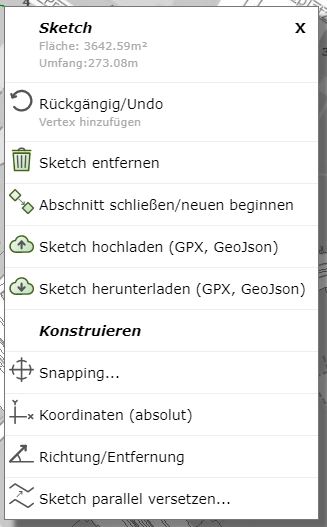 4
Sketch X
Fläche: 3642.59m²
Umfang:273.08m
Rückgängig/Undo
Vertex hinzufügen
Sketch entfernen
Abschnitt schließen/neuen beginnen
Sketch hochladen (GPX, GeoJson)
Sketch herunterladen (GPX, GeoJson)
Konstruieren
Snapping...
Y
X
Koordinaten (absolut)
Richtung/Entfernung
Sketch parallel versetzen...